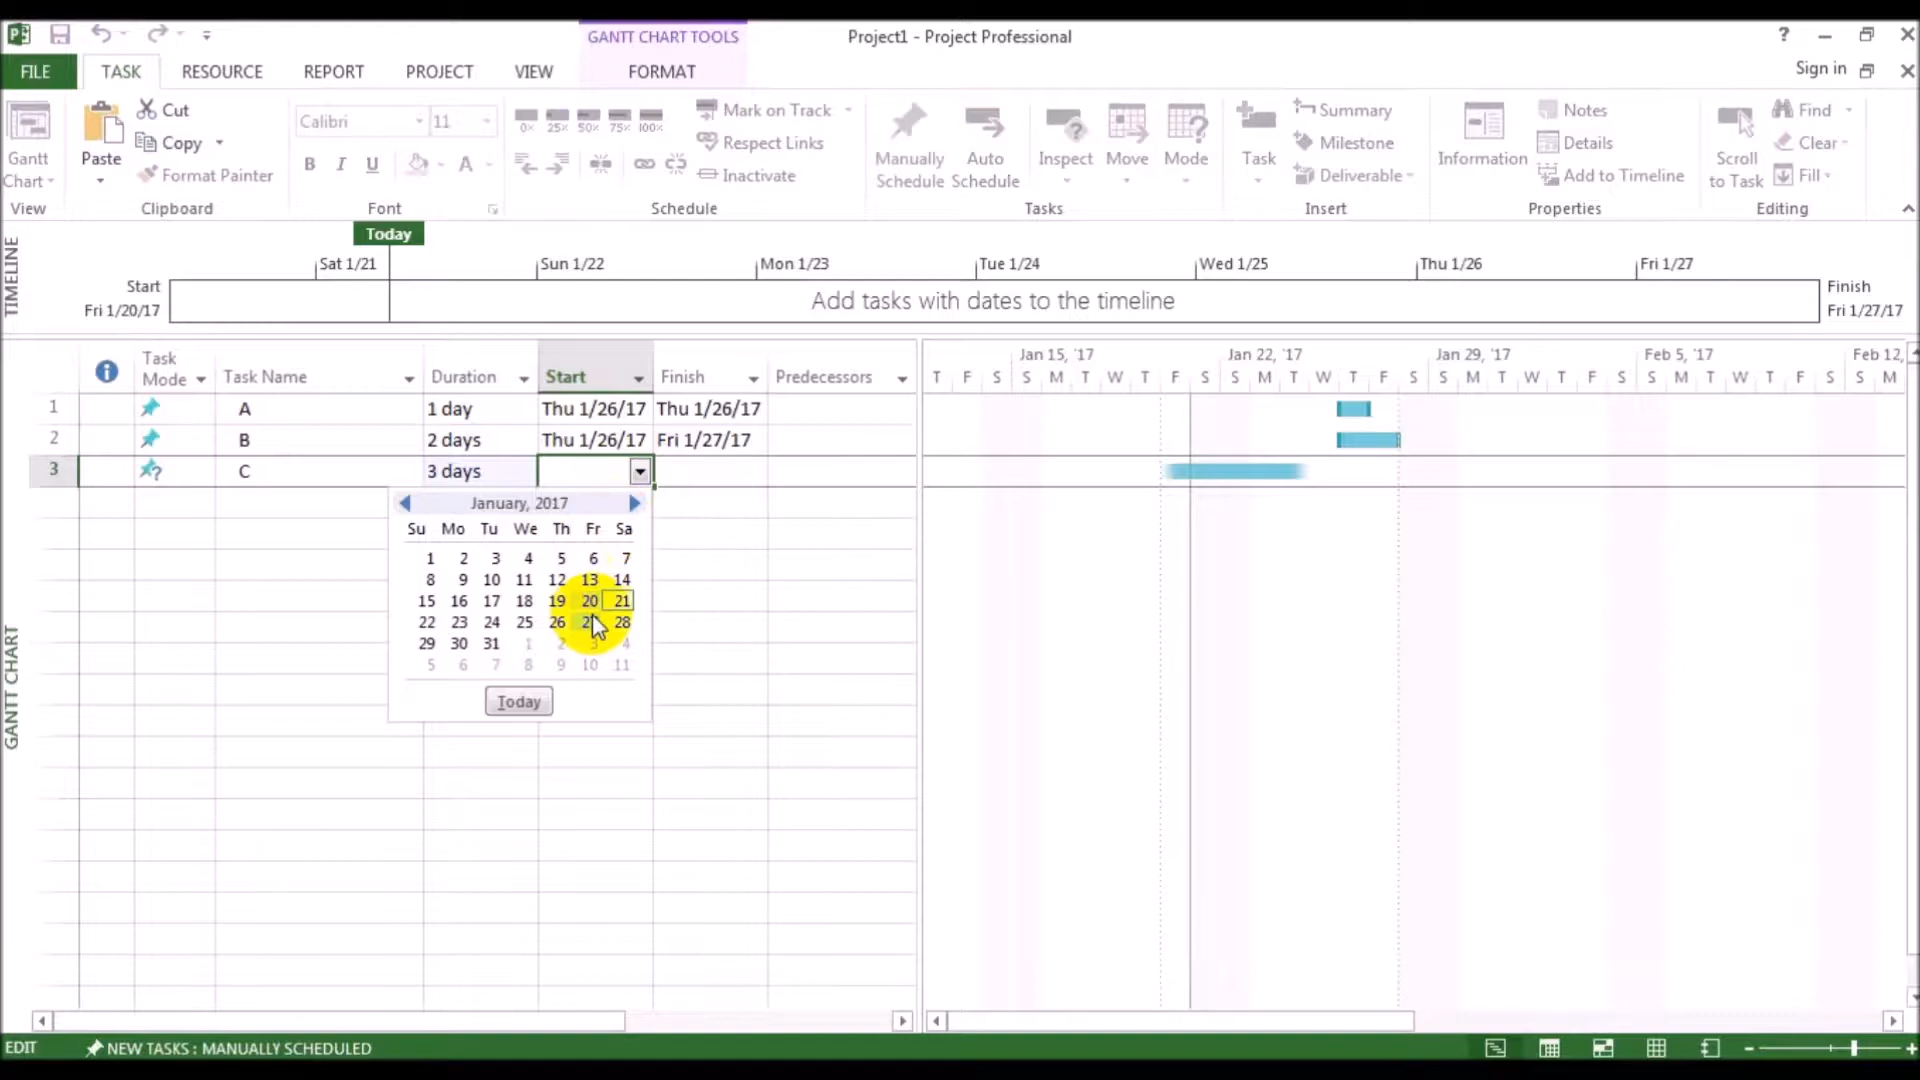 GANTT CHART TOOLS
Project1 - Project Professional
?
FILE TASK RESOURCE REPORT PROJECT VIEW FORMAT
Sign in
Gantt Chart
View
Paste
Cut
Copy
Format Painter
Clipboard
Calibri 11
B I U A
Font
0× 25× 50× 75× 100×
Mark on Track
Respect Links
Inactivate
Schedule
Manually Schedule
Auto Schedule
Inspect
Move
Mode
Tasks
Task
Summary
Milestone
Deliverable
Insert
Information
Notes
Details
Add to Timeline
Properties
Scroll to Task
Find
Clear
Fill
Editing
TIMELINE
Today
Sat 1/21 Sun 1/22 Mon 1/23 Tue 1/24 Wed 1/25 Thu 1/26 Fri 1/27
Start
Fri 1/20/17
Add tasks with dates to the timeline
Finish
Fri 1/27/17
GANTT CHART
Task Mode Task Name Duration Start Finish Predecessors
1 A 1 day Thu 1/26/17 Thu 1/26/17
2 B 2 days Thu 1/26/17 Fri 1/27/17
3 C 3 days
Jan 15, '17 Jan 22, '17 Jan 29, '17 Feb 5, '17 Feb 12,
T F S S M T W T F S S M T W T F S S M T W T F S S M T W T F S S M
January, 2017
Su Mo Tu We Th Fr Sa
1 2 3 4 5 6 7
8 9 10 11 12 13 14
15 16 17 18 19 20 21
22 23 24 25 26 28
29 30 31 1 2 3 4
5 6 7 8 9 10 11
Today
EDIT NEW TASKS : MANUALLY SCHEDULED